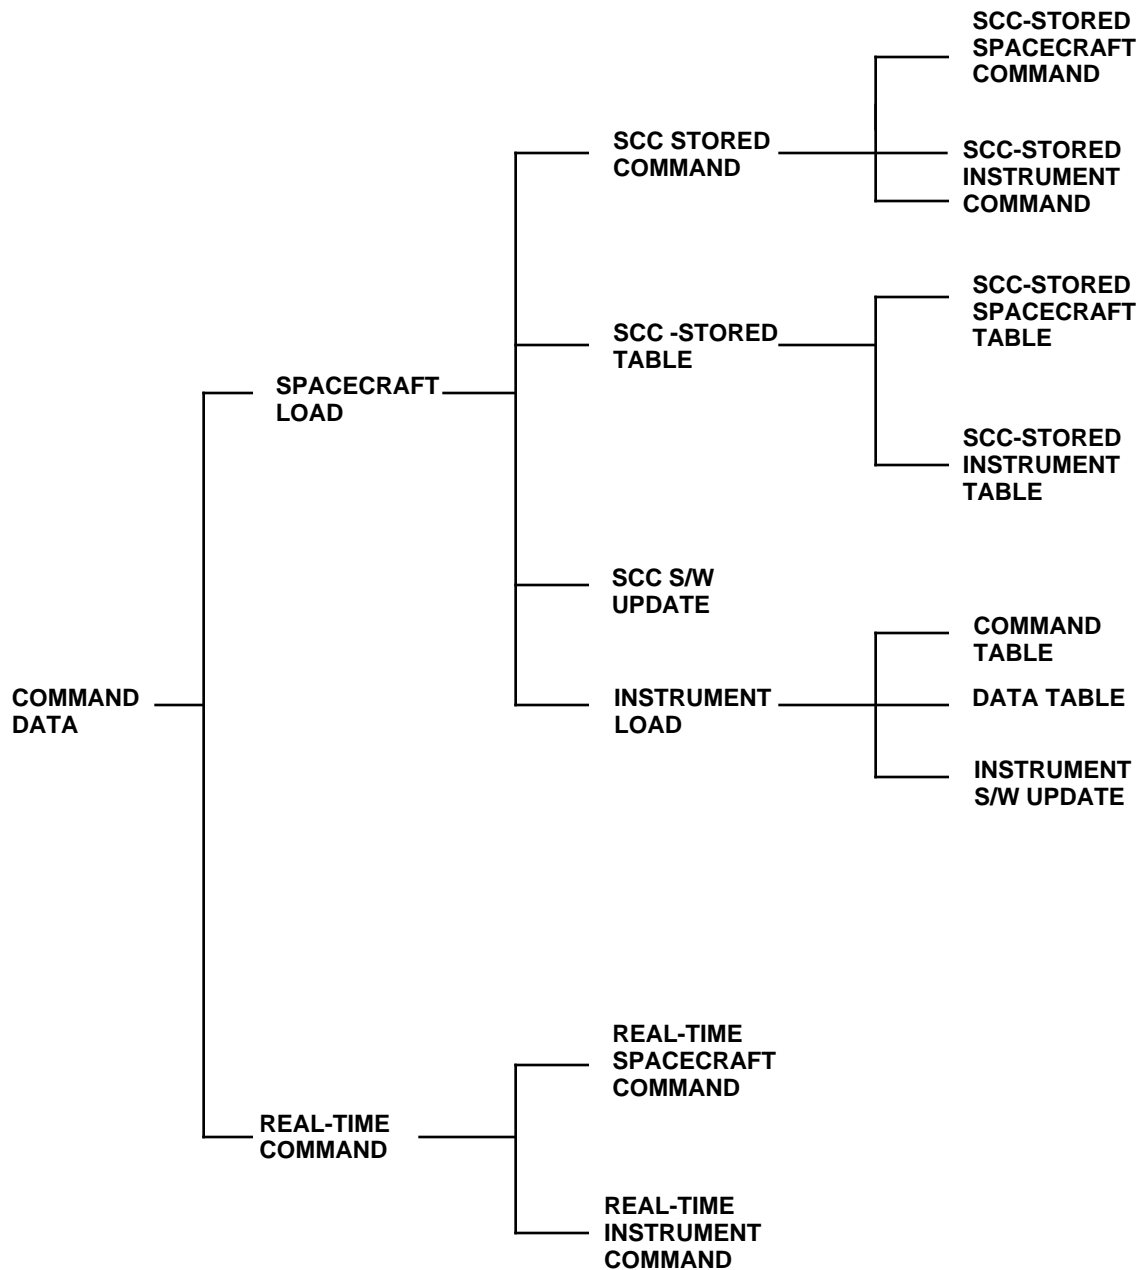 SCC-STORED
SPACECRAFT
COMMAND
SCC STORED
COMMAND
SCC-STORED
INSTRUMENT
COMMAND
SCC-STORED
SPACECRAFT
TABLE
SCC -STORED
TABLE
SPACECRAFT
LOAD
SCC-STORED
INSTRUMENT
TABLE
SCC S/W
UPDATE
COMMAND
TABLE
COMMAND
DATA
INSTRUMENT
LOAD
DATA TABLE
INSTRUMENT
S/W UPDATE
REAL-TIME
SPACECRAFT
COMMAND
REAL-TIME
COMMAND
REAL-TIME
INSTRUMENT
COMMAND